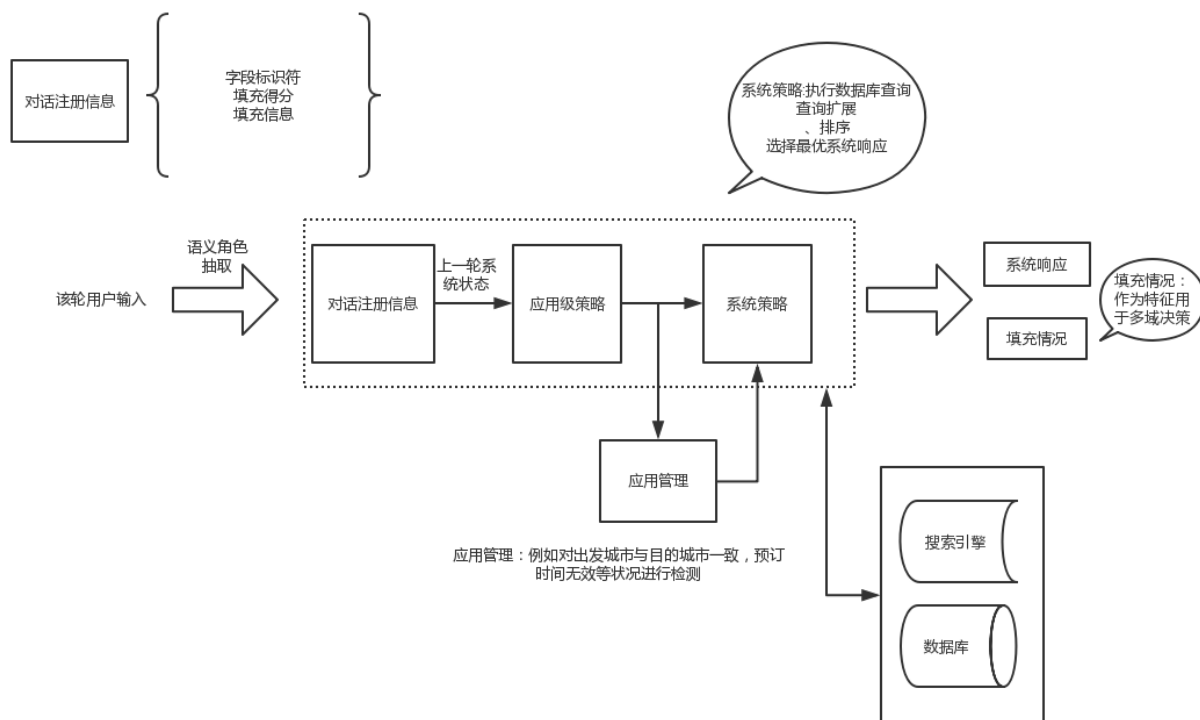 对话注册信息
字段标识符
填充得分
填充信息
系统策略:执行数据库查询
查询扩展
、排序
选择最优系统响应
该轮用户输入
语义角色
抽取
对话注册信息
上一轮系
统状态
应用级策略
系统策略
系统响应
填充情况
填充情况：
作为特征用
于多域决策
应用管理
应用管理：例如对出发城市与目的城市一致，预订
时间无效等状况进行检测
搜索引擎
数据库